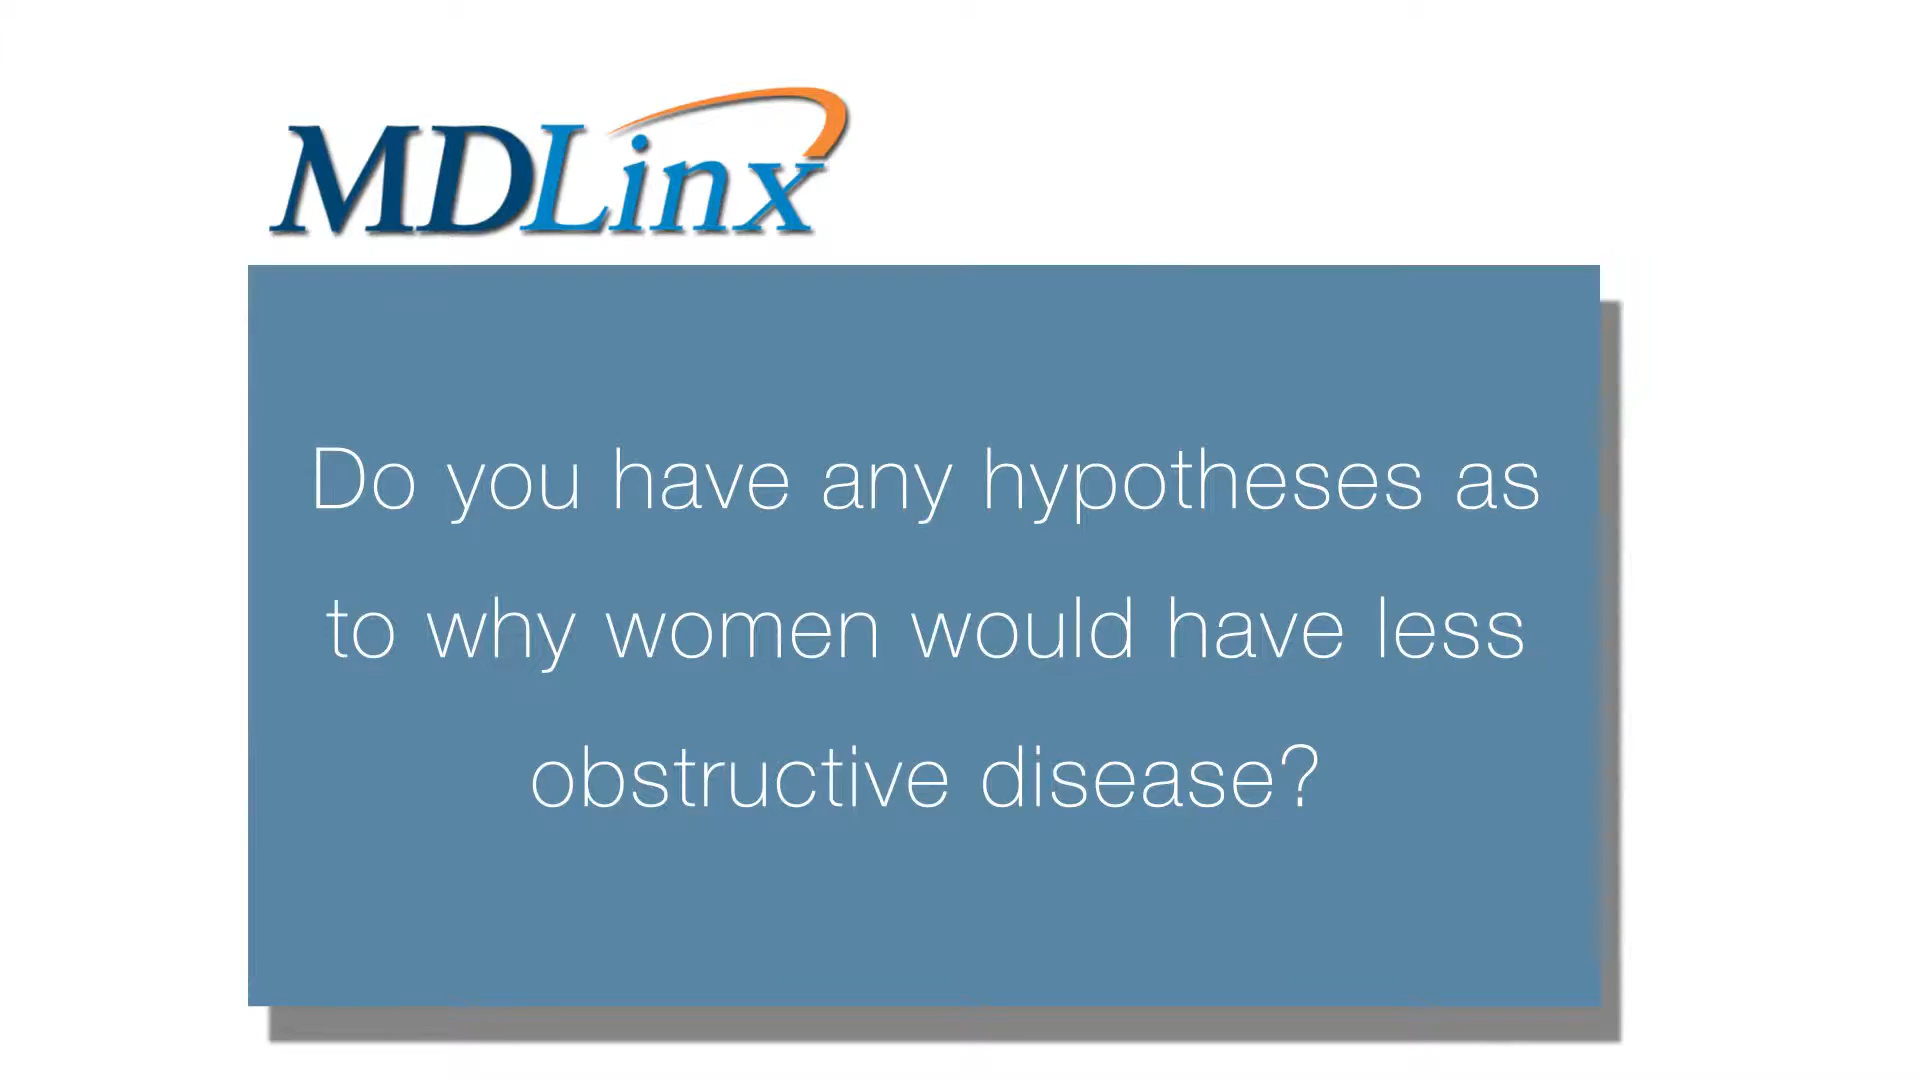 MDLinx
Do you have any hypotheses as
to why women would have less
obstructive disease?